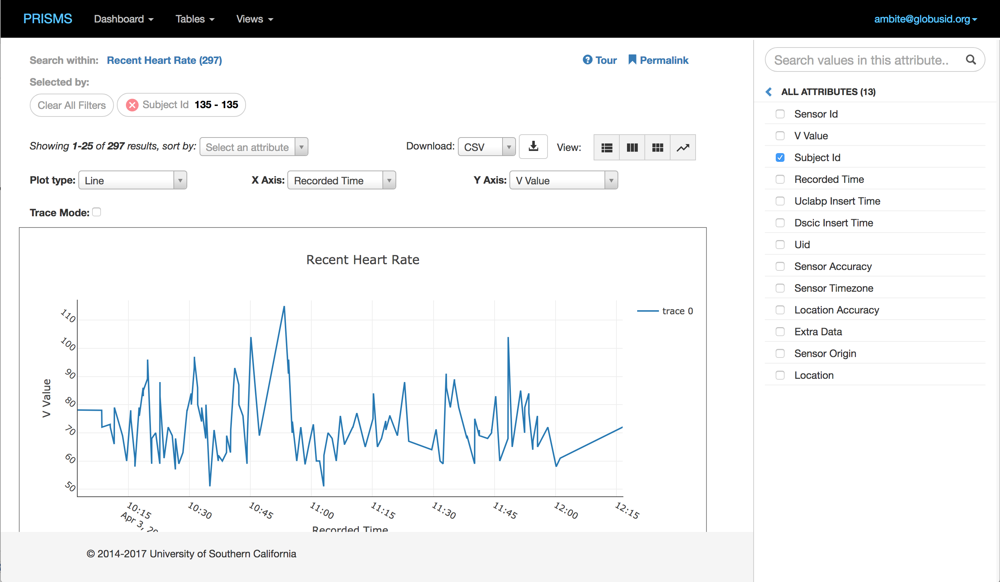 PRISMS Dashboard Tables Views ambite@globusid.org
Search within: Recent Heart Rate (297) Tour Permalink
Selected by:
Clear All Filters Subject Id 135 - 135
Showing 1-25 of 297 results, sort by: Select an attribute Download: CSV View:
Plot type: Line X Axis: Recorded Time Y Axis: V Value
Trace Mode:
Recent Heart Rate
trace 0
V Value
110
100
90
80
70
60
50
10:15 10:30 10:45 11:00 11:15 11:30 11:45 12:00 12:15
Apr 3, 20
Recorded Time
© 2014-2017 University of Southern California
Search values in this attribute..
ALL ATTRIBUTES (13)
Sensor Id
V Value
Subject Id
Recorded Time
Uclabp Insert Time
Dscic Insert Time
Uid
Sensor Accuracy
Sensor Timezone
Location Accuracy
Extra Data
Sensor Origin
Location